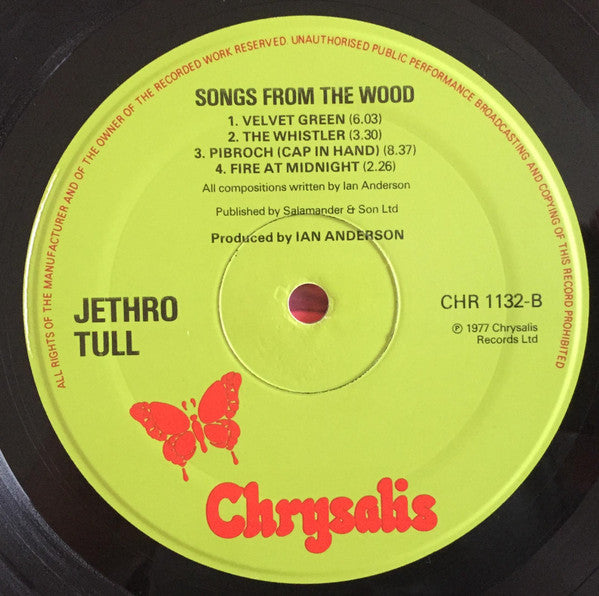 ALL RIGHTS OF THE MANUFACTURER AND OF THE OWNER OF THE RECORDED WORK RESERVED. UNAUTHORISED PUBLIC PERFORMANCE BROADCASTING AND COPYING OF THIS RECORD PROHIBITED
SONGS FROM THE WOOD
1. VELVET GREEN (6.03)
2. THE WHISTLER (3.30)
3. PIBROCH (CAP IN HAND) (8.37)
4. FIRE AT MIDNIGHT (2.26)
All compositions written by Ian Anderson
Published by Salamander & Son Ltd
Produced by IAN ANDERSON
JETHRO
TULL
CHR 1132-B
℗ 1977 Chrysalis
Records Ltd
Chrysalis